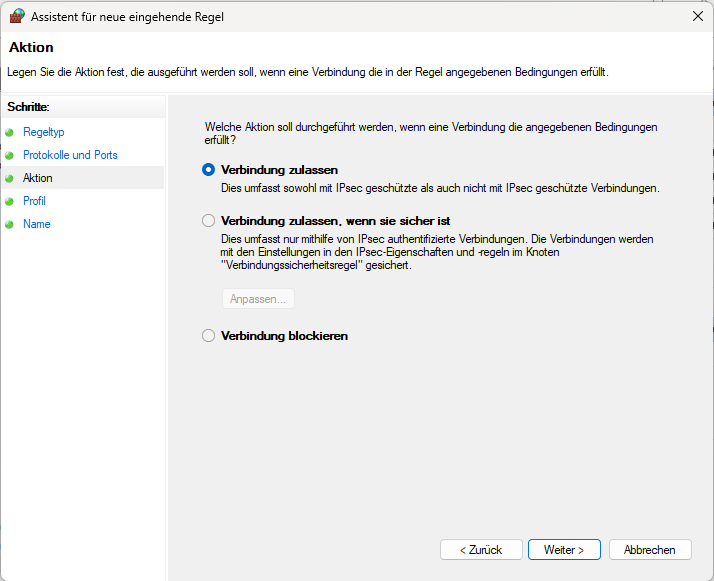 Assistent für neue eingehende Regel
Aktion
Legen Sie die Aktion fest, die ausgeführt werden soll, wenn eine Verbindung die in der Regel angegebenen Bedingungen erfüllt.
Schritte:
Regeltyp
Protokolle und Ports
Aktion
Profil
Name
Welche Aktion soll durchgeführt werden, wenn eine Verbindung die angegebenen Bedingungen
erfüllt?
Verbindung zulassen
Dies umfasst sowohl mit IPsec geschützte als auch nicht mit IPsec geschützte Verbindungen.
Verbindung zulassen, wenn sie sicher ist
Dies umfasst nur mithilfe von IPsec authentifizierte Verbindungen. Die Verbindungen werden
mit den Einstellungen in den IPsec-Eigenschaften und -regeln im Knoten
"Verbindungssicherheitsregel" gesichert.
Anpassen...
Verbindung blockieren
< Zurück
Weiter >
Abbrechen